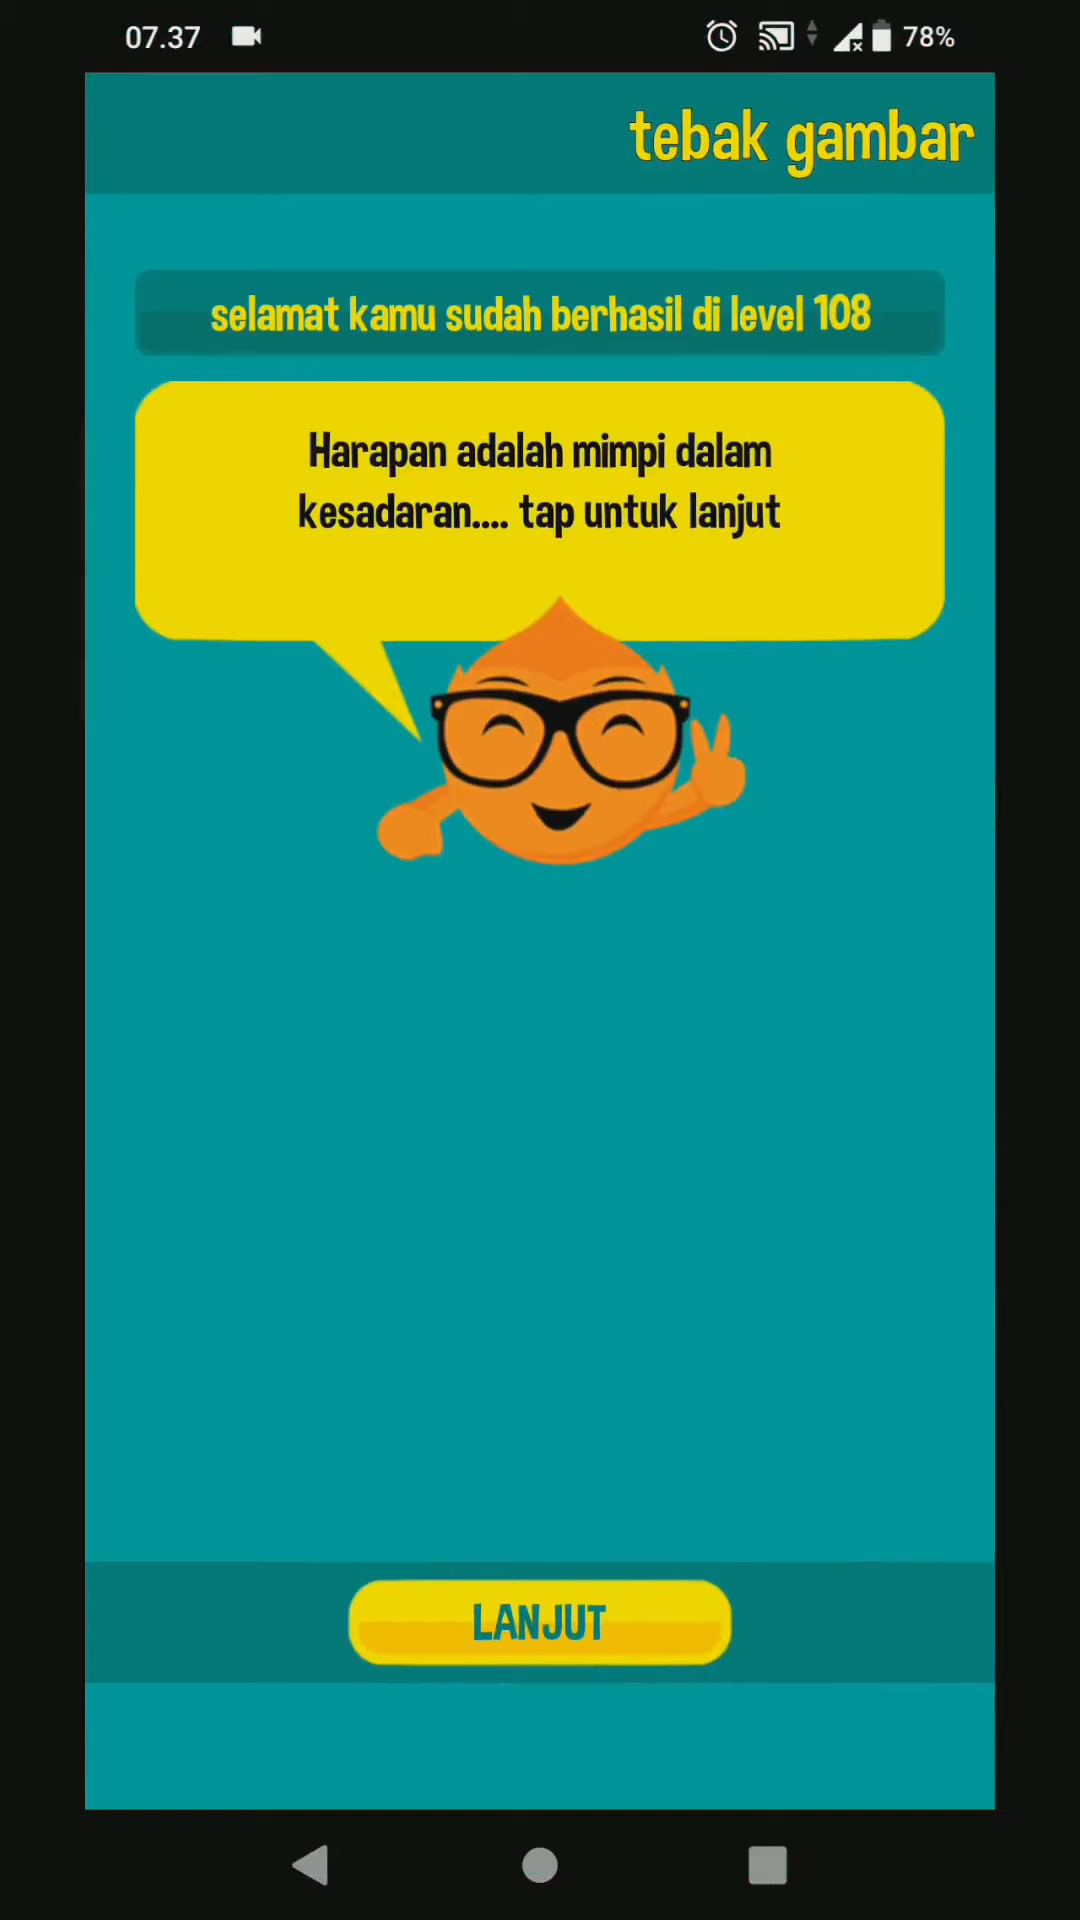 07.37
78%
tebak gambar
selamat kamu sudah berhasil di level 108
Harapan adalah mimpi dalam
kesadaran.... tap untuk lanjut
LANJUT